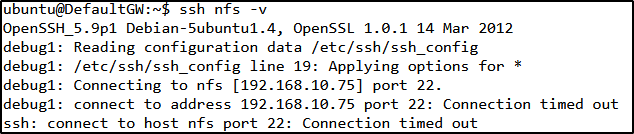 ubuntu@DefaultGW:~$ ssh nfs -v
OpenSSH_5.9p1 Debian-5ubuntu1.4, OpenSSL 1.0.1 14 Mar 2012
debug1: Reading configuration data /etc/ssh/ssh_config
debug1: /etc/ssh/ssh_config line 19: Applying options for *
debug1: Connecting to nfs [192.168.10.75] port 22.
debug1: connect to address 192.168.10.75 port 22: Connection timed out
ssh: connect to host nfs port 22: Connection timed out